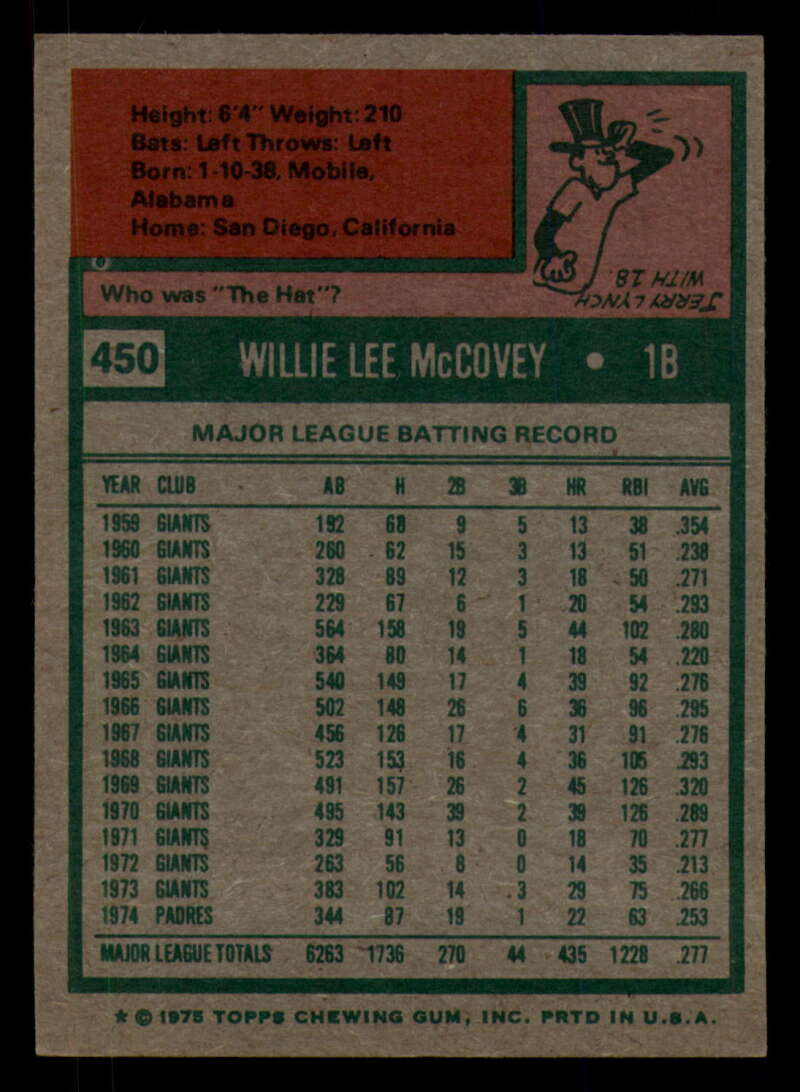 Height: 6'4" Weight: 210
Bats: Left Throws: Left
Born: 1-10-38, Mobile,
Alabama
Home: San Diego, California
Who was "The Hat"?
JERRY LYNCH
WITH 18.
450 WILLIE LEE McCOVEY • 1B
MAJOR LEAGUE BATTING RECORD
YEAR CLUB AB H 2B 3B HR RBI AVG
1959 GIANTS 192 68 9 5 13 38 .354
1960 GIANTS 260 62 15 3 13 51 .238
1961 GIANTS 328 89 12 3 18 50 .271
1962 GIANTS 229 67 6 1 20 54 .293
1963 GIANTS 564 158 19 5 44 102 .280
1964 GIANTS 364 80 14 1 18 54 .220
1965 GIANTS 540 149 17 4 39 92 .276
1966 GIANTS 502 148 26 6 36 96 .295
1967 GIANTS 456 126 17 4 31 91 .276
1968 GIANTS 523 153 16 4 36 105 .293
1969 GIANTS 491 157 26 2 45 126 .320
1970 GIANTS 495 143 39 2 39 126 .289
1971 GIANTS 329 91 13 0 18 70 .277
1972 GIANTS 263 56 8 0 14 35 .213
1973 GIANTS 383 102 14 3 29 75 .266
1974 PADRES 344 87 19 1 22 63 .253
MAJOR LEAGUE TOTALS 6263 1736 270 44 435 1228 .277
★ © 1975 TOPPS CHEWING GUM, INC. PRTD IN U.S.A.